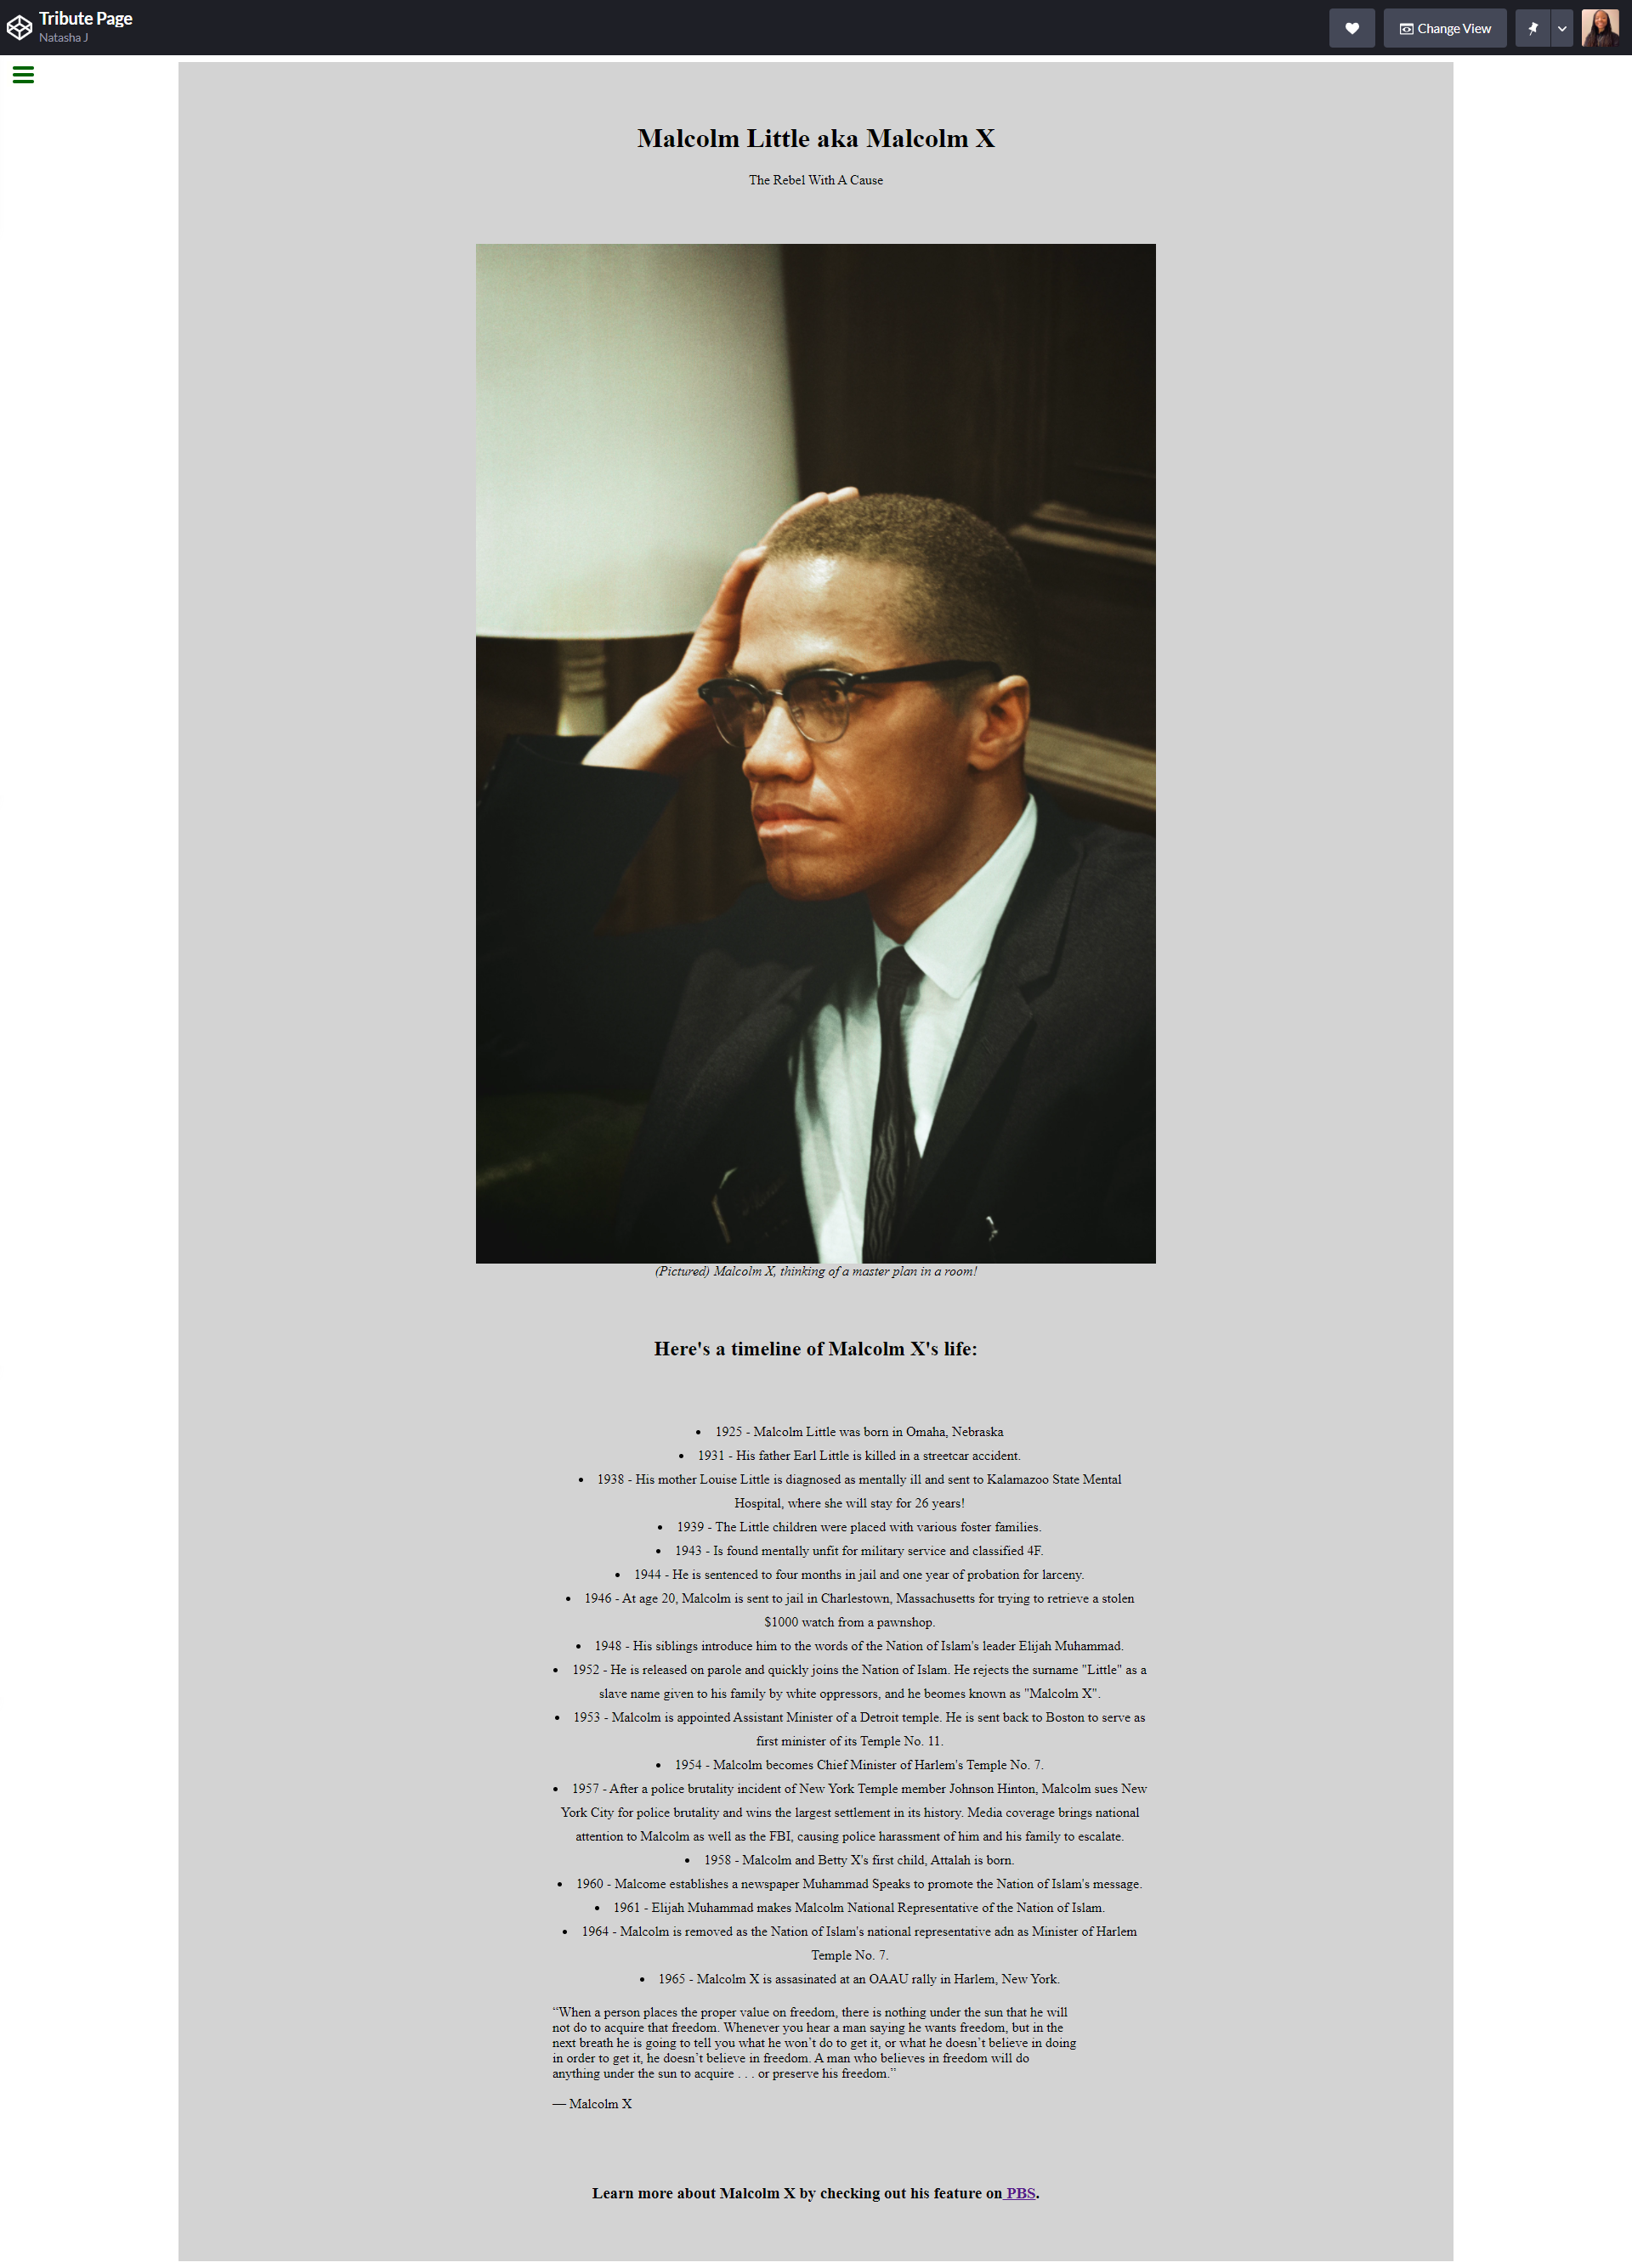 Tribute Page
Natasha J
Change View
Malcolm Little aka Malcolm X
The Rebel With A Cause
(Pictured) Malcolm X, thinking of a master plan in a room!
Here's a timeline of Malcolm X's life:
• 1925 - Malcolm Little was born in Omaha, Nebraska
• 1931 - His father Earl Little is killed in a streetcar accident.
• 1938 - His mother Louise Little is diagnosed as mentally ill and sent to Kalamazoo State Mental
Hospital, where she will stay for 26 years!
• 1939 - The Little children were placed with various foster families.
• 1943 - Is found mentally unfit for military service and classified 4F.
• 1944 - He is sentenced to four months in jail and one year of probation for larceny.
• 1946 - At age 20, Malcolm is sent to jail in Charlestown, Massachusetts for trying to retrieve a stolen
$1000 watch from a pawnshop.
• 1948 - His siblings introduce him to the words of the Nation of Islam's leader Elijah Muhammad.
• 1952 - He is released on parole and quickly joins the Nation of Islam. He rejects the surname "Little" as a
slave name given to his family by white oppressors, and he beomes known as "Malcolm X".
• 1953 - Malcolm is appointed Assistant Minister of a Detroit temple. He is sent back to Boston to serve as
first minister of its Temple No. 11.
• 1954 - Malcolm becomes Chief Minister of Harlem's Temple No. 7.
• 1957 - After a police brutality incident of New York Temple member Johnson Hinton, Malcolm sues New
York City for police brutality and wins the largest settlement in its history. Media coverage brings national
attention to Malcolm as well as the FBI, causing police harassment of him and his family to escalate.
• 1958 - Malcolm and Betty X's first child, Attalah is born.
• 1960 - Malcome establishes a newspaper Muhammad Speaks to promote the Nation of Islam's message.
• 1961 - Elijah Muhammad makes Malcolm National Representative of the Nation of Islam.
• 1964 - Malcolm is removed as the Nation of Islam's national representative adn as Minister of Harlem
Temple No. 7.
• 1965 - Malcolm X is assasinated at an OAAU rally in Harlem, New York.
“When a person places the proper value on freedom, there is nothing under the sun that he will
not do to acquire that freedom. Whenever you hear a man saying he wants freedom, but in the
next breath he is going to tell you what he won’t do to get it, or what he doesn’t believe in doing
in order to get it, he doesn’t believe in freedom. A man who believes in freedom will do
anything under the sun to acquire . . . or preserve his freedom.”
— Malcolm X
Learn more about Malcolm X by checking out his feature on PBS.